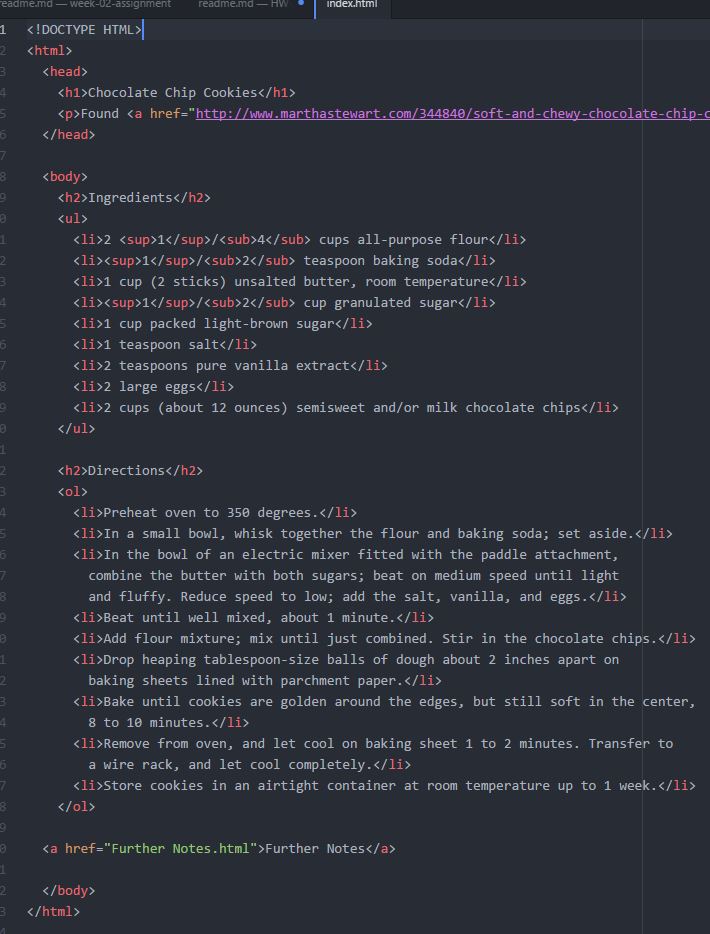 readme.md — week-02-assignment readme.md — HW index.html
1 <!DOCTYPE HTML>
2 <html>
3 <head>
4 <h1>Chocolate Chip Cookies</h1>
5 <p>Found <a href="http://www.marthastewart.com/344840/soft-and-chewy-chocolate-chip-c
6 </head>
7
8 <body>
9 <h2>Ingredients</h2>
0 <ul>
1 <li>2 <sup>1</sup>/<sub>4</sub> cups all-purpose flour</li>
2 <li><sup>1</sup>/<sub>2</sub> teaspoon baking soda</li>
3 <li>1 cup (2 sticks) unsalted butter, room temperature</li>
4 <li><sup>1</sup>/<sub>2</sub> cup granulated sugar</li>
5 <li>1 cup packed light-brown sugar</li>
6 <li>1 teaspoon salt</li>
7 <li>2 teaspoons pure vanilla extract</li>
8 <li>2 large eggs</li>
9 <li>2 cups (about 12 ounces) semisweet and/or milk chocolate chips</li>
0 </ul>
1
2 <h2>Directions</h2>
3 <ol>
4 <li>Preheat oven to 350 degrees.</li>
5 <li>In a small bowl, whisk together the flour and baking soda; set aside.</li>
6 <li>In the bowl of an electric mixer fitted with the paddle attachment,
7 combine the butter with both sugars; beat on medium speed until light
8 and fluffy. Reduce speed to low; add the salt, vanilla, and eggs.</li>
9 <li>Beat until well mixed, about 1 minute.</li>
0 <li>Add flour mixture; mix until just combined. Stir in the chocolate chips.</li>
1 <li>Drop heaping tablespoon-size balls of dough about 2 inches apart on
2 baking sheets lined with parchment paper.</li>
3 <li>Bake until cookies are golden around the edges, but still soft in the center,
4 8 to 10 minutes.</li>
5 <li>Remove from oven, and let cool on baking sheet 1 to 2 minutes. Transfer to
6 a wire rack, and let cool completely.</li>
7 <li>Store cookies in an airtight container at room temperature up to 1 week.</li>
8 </ol>
9
0 <a href="Further Notes.html">Further Notes</a>
1
2 </body>
3 </html>
4